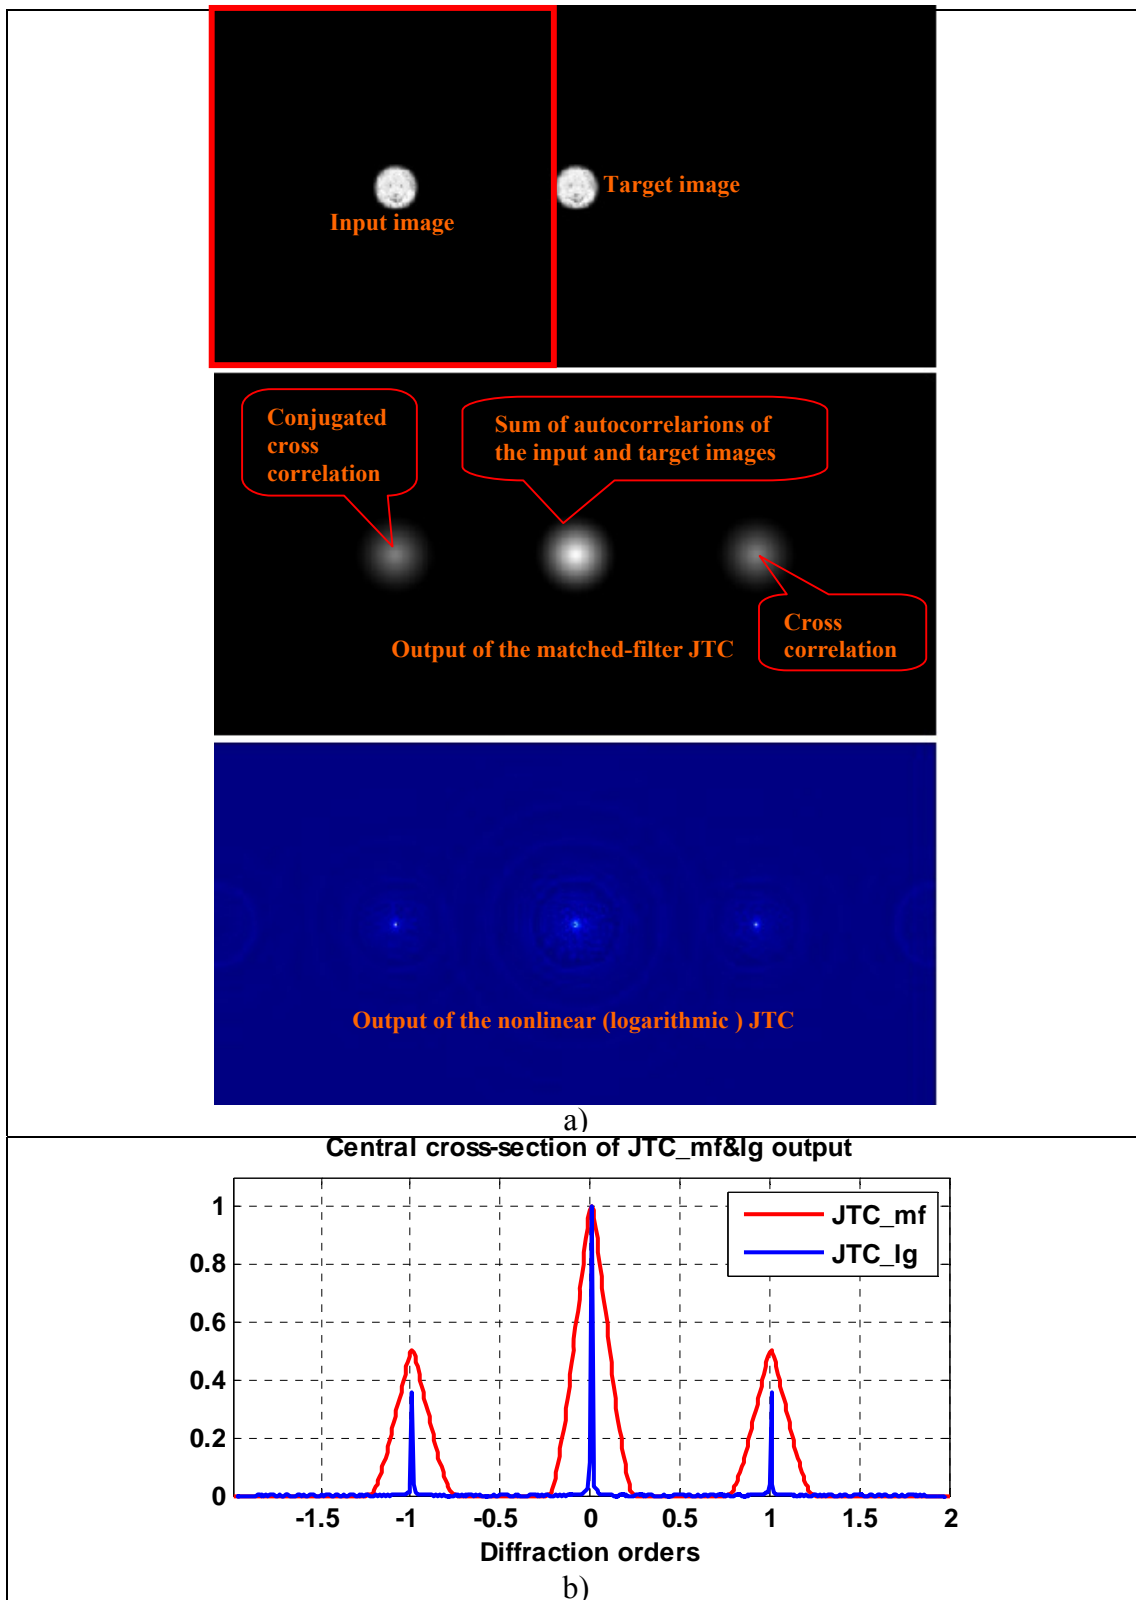 Input image
Target image
Conjugated
cross
correlation
Sum of autocorrelarions of
the input and target images
Cross
correlation
Output of the matched-filter JTC
Output of the nonlinear (logarithmic ) JTC
a)
Central cross-section of JTC_mf&lg output
1
0.8
0.6
0.4
0.2
0
JTC_mf
JTC_lg
-1.5 -1 -0.5 0 0.5 1 1.5 2
Diffraction orders
b)